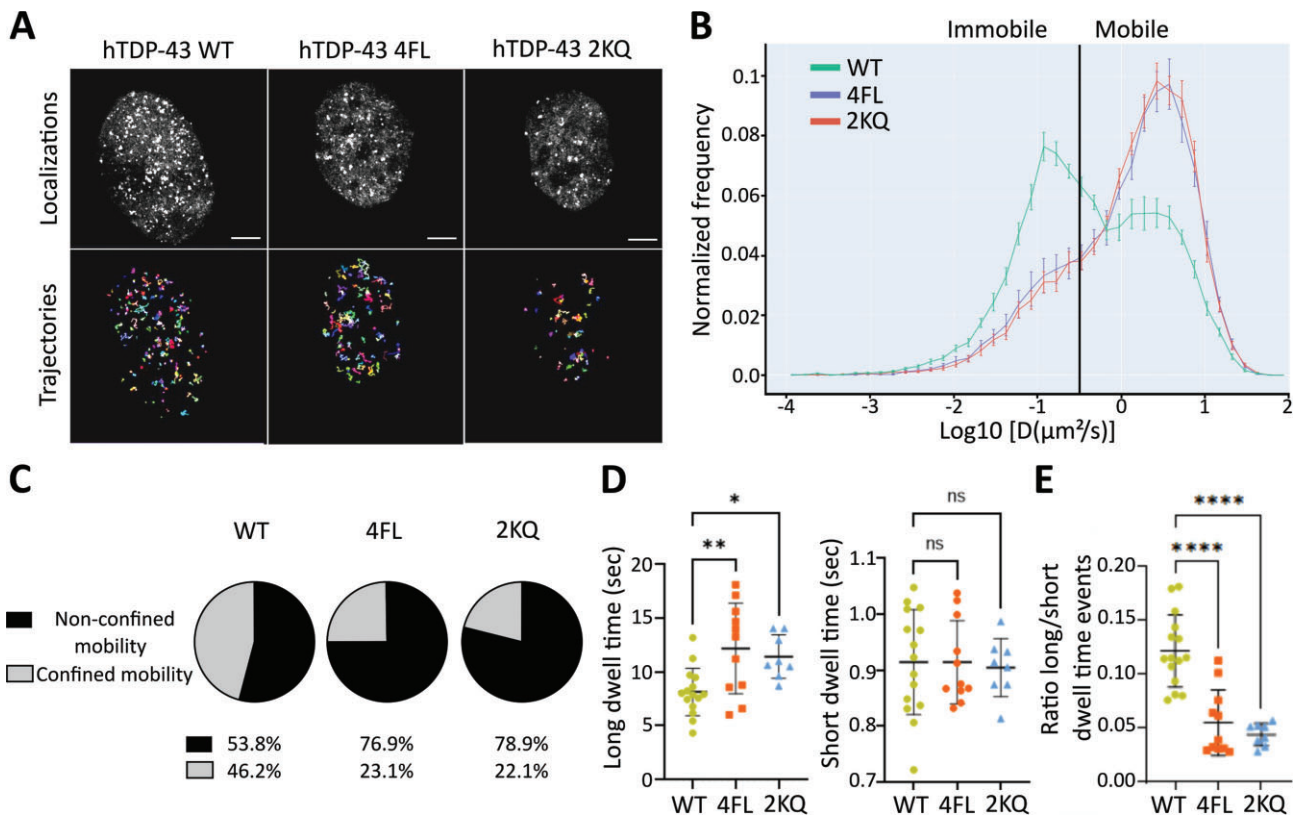 A
hTDP-43 WT
hTDP-43 4FL
hTDP-43 2KQ
Localizations
Trajectories
B
Immobile
Mobile
WT
4FL
2KQ
Normalized frequency
0.1
0.08
0.06
0.04
0.02
0.0
-4
-3
-2
-1
0
1
2
Log10 [D(µm²/s)]
C
WT
4FL
2KQ
Non-confined
mobility
Confined mobility
53.8%
76.9%
78.9%
46.2%
23.1%
22.1%
D
Long dwell time (sec)
20
15
10
5
0
*
**
WT
4FL
2KQ
Short dwell time (sec)
1.1
1.0
0.9
0.8
0.7
ns
ns
WT
4FL
2KQ
E
Ratio long/short
dwell time events
0.20
0.15
0.10
0.05
0.00
****
****
WT
4FL
2KQ